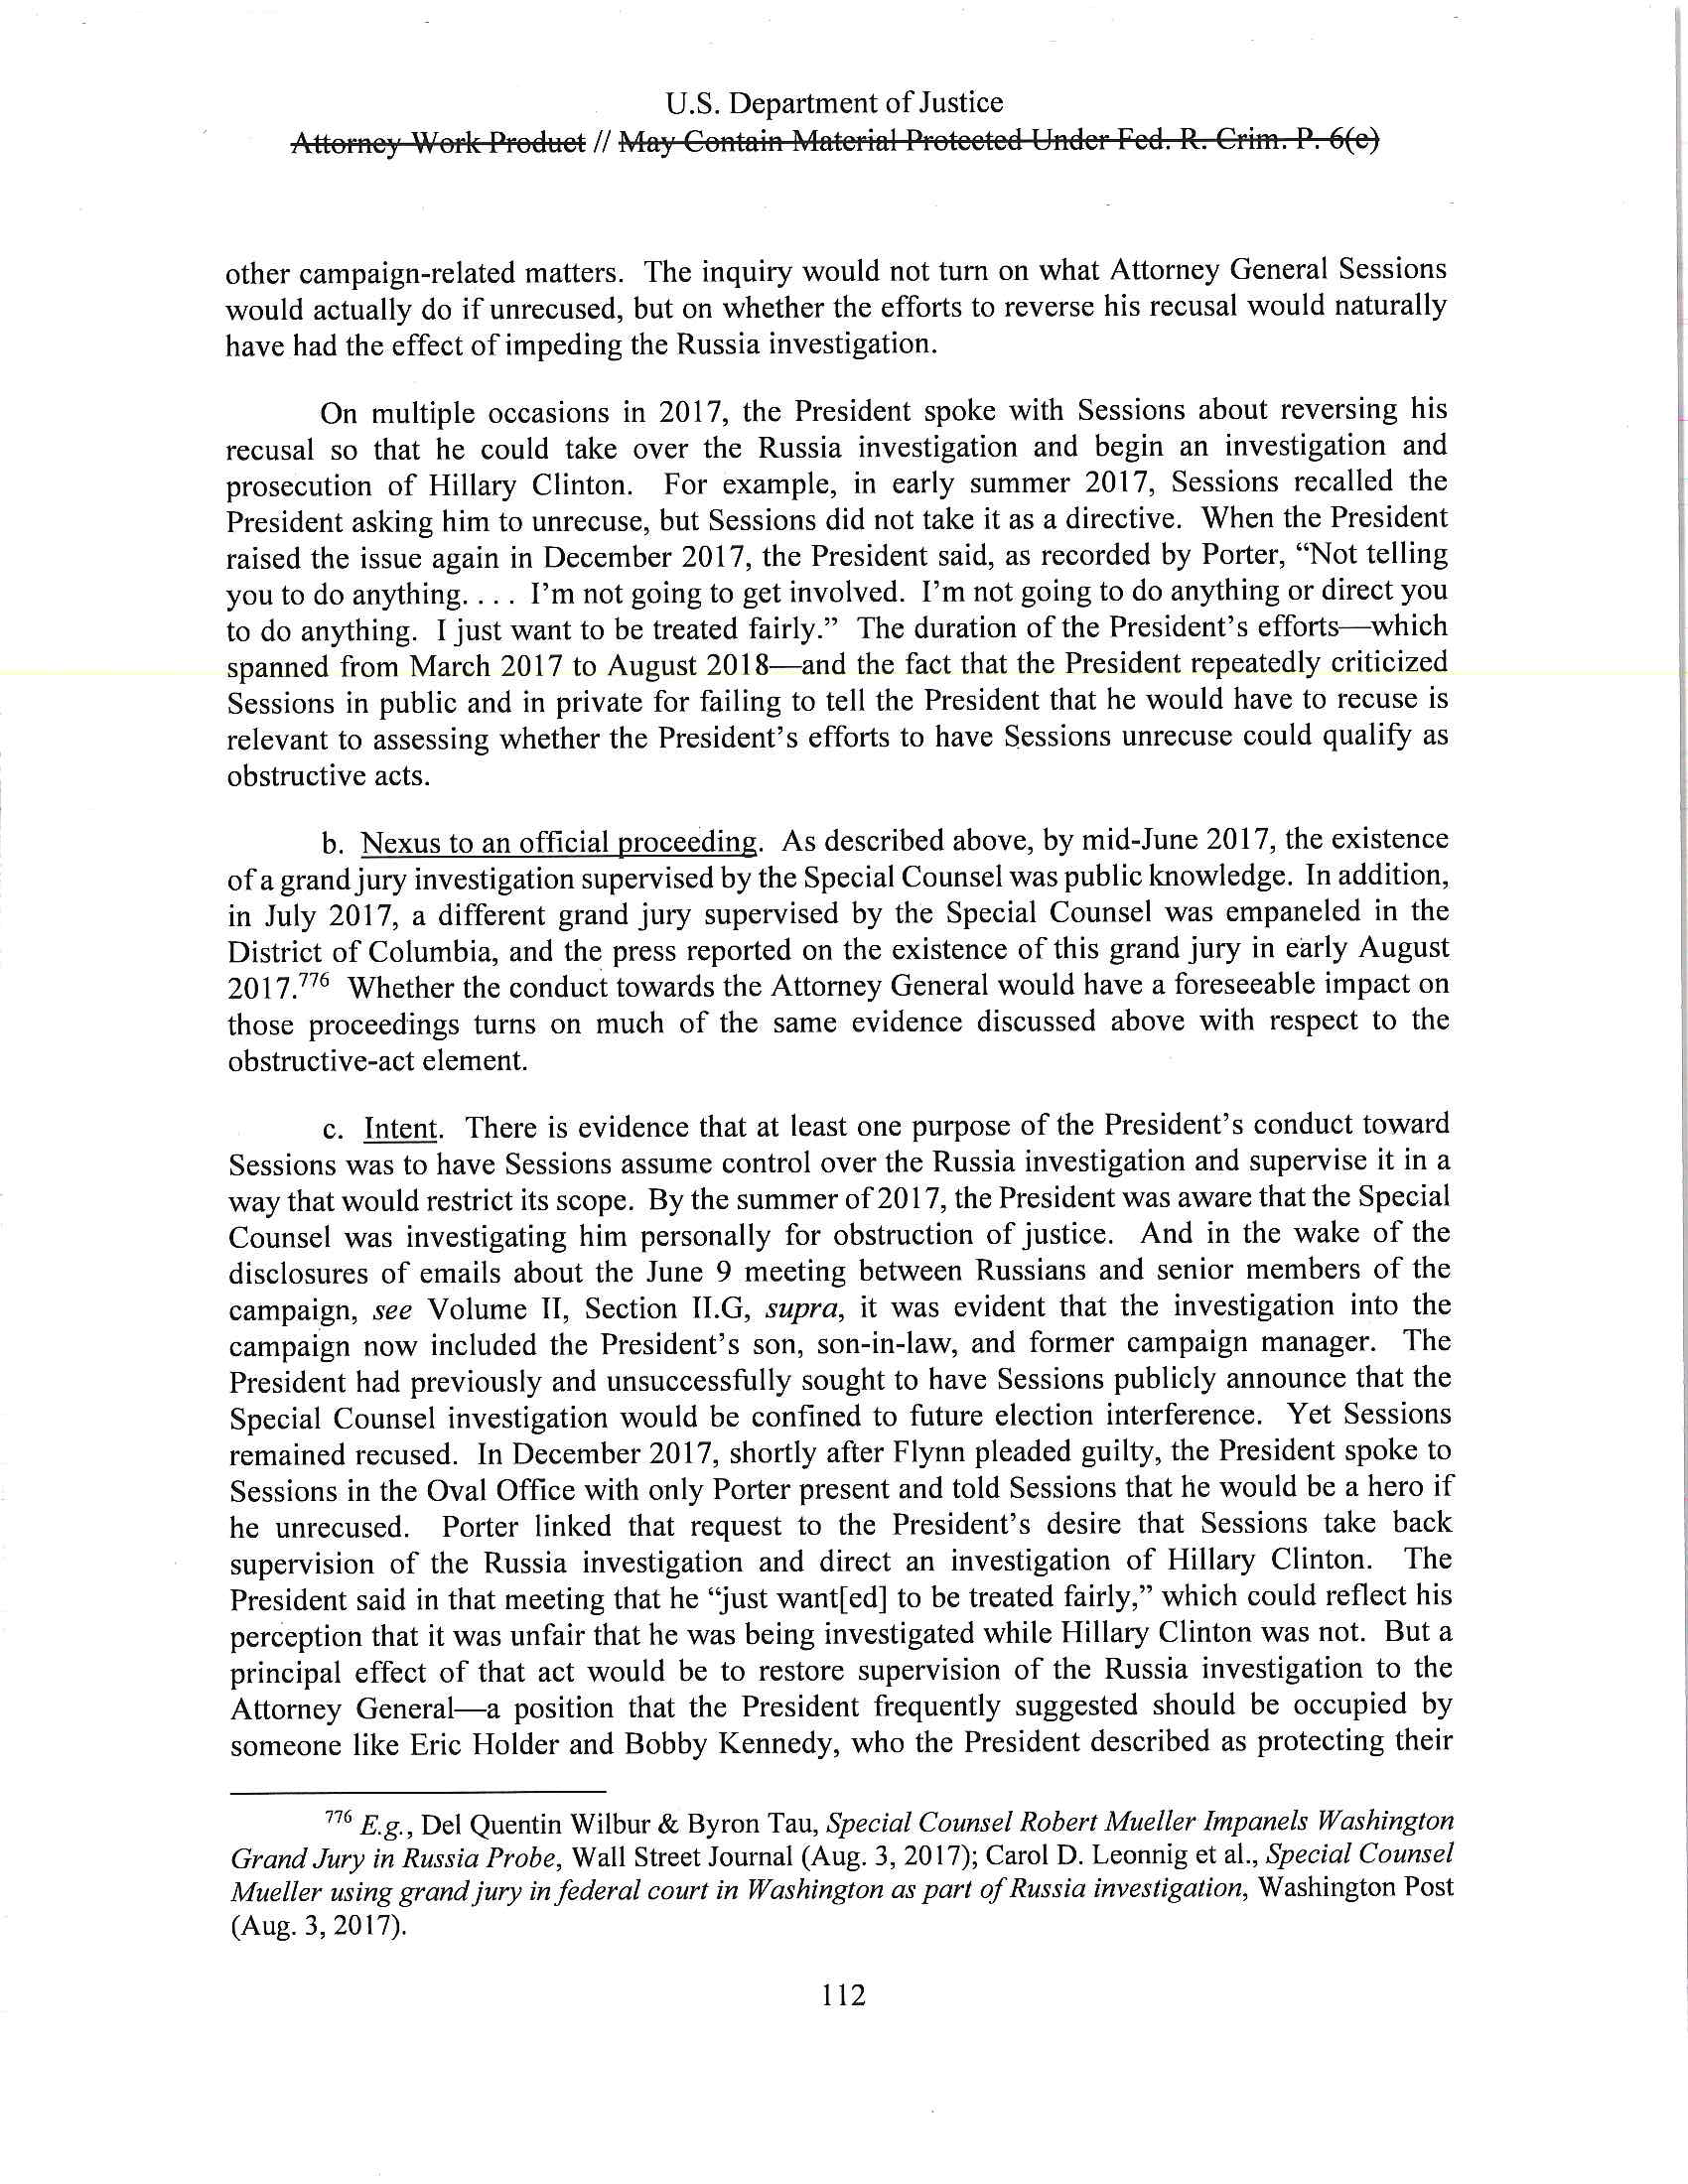 U.S. Department of Justice
Attorney Work Product // May Contain Material Protected Under Fed. R. Crim. P. 6(e)
other campaign-related matters. The inquiry would not turn on what Attorney General Sessions
would actually do if unrecused, but on whether the efforts to reverse his recusal would naturally
have had the effect of impeding the Russia investigation.
On multiple occasions in 2017, the President spoke with Sessions about reversing his
recusal so that he could take over the Russia investigation and begin an investigation and
prosecution of Hillary Clinton. For example, in early summer 2017, Sessions recalled the
President asking him to unrecuse, but Sessions did not take it as a directive. When the President
raised the issue again in December 2017, the President said, as recorded by Porter, “Not telling
you to do anything. . . . I’m not going to get involved. I’m not going to do anything or direct you
to do anything. I just want to be treated fairly.” The duration of the President’s efforts—which
spanned from March 2017 to August 2018—and the fact that the President repeatedly criticized
Sessions in public and in private for failing to tell the President that he would have to recuse is
relevant to assessing whether the President’s efforts to have Sessions unrecuse could qualify as
obstructive acts.
b. Nexus to an official proceeding. As described above, by mid-June 2017, the existence
of a grand jury investigation supervised by the Special Counsel was public knowledge. In addition,
in July 2017, a different grand jury supervised by the Special Counsel was empaneled in the
District of Columbia, and the press reported on the existence of this grand jury in early August
2017.776 Whether the conduct towards the Attorney General would have a foreseeable impact on
those proceedings turns on much of the same evidence discussed above with respect to the
obstructive-act element.
c. Intent. There is evidence that at least one purpose of the President’s conduct toward
Sessions was to have Sessions assume control over the Russia investigation and supervise it in a
way that would restrict its scope. By the summer of 2017, the President was aware that the Special
Counsel was investigating him personally for obstruction of justice. And in the wake of the
disclosures of emails about the June 9 meeting between Russians and senior members of the
campaign, see Volume II, Section II.G, supra, it was evident that the investigation into the
campaign now included the President’s son, son-in-law, and former campaign manager. The
President had previously and unsuccessfully sought to have Sessions publicly announce that the
Special Counsel investigation would be confined to future election interference. Yet Sessions
remained recused. In December 2017, shortly after Flynn pleaded guilty, the President spoke to
Sessions in the Oval Office with only Porter present and told Sessions that he would be a hero if
he unrecused. Porter linked that request to the President’s desire that Sessions take back
supervision of the Russia investigation and direct an investigation of Hillary Clinton. The
President said in that meeting that he “just want[ed] to be treated fairly,” which could reflect his
perception that it was unfair that he was being investigated while Hillary Clinton was not. But a
principal effect of that act would be to restore supervision of the Russia investigation to the
Attorney General—a position that the President frequently suggested should be occupied by
someone like Eric Holder and Bobby Kennedy, who the President described as protecting their
776 E.g., Del Quentin Wilbur & Byron Tau, Special Counsel Robert Mueller Impanels Washington
Grand Jury in Russia Probe, Wall Street Journal (Aug. 3, 2017); Carol D. Leonnig et al., Special Counsel
Mueller using grand jury in federal court in Washington as part of Russia investigation, Washington Post
(Aug. 3, 2017).
112